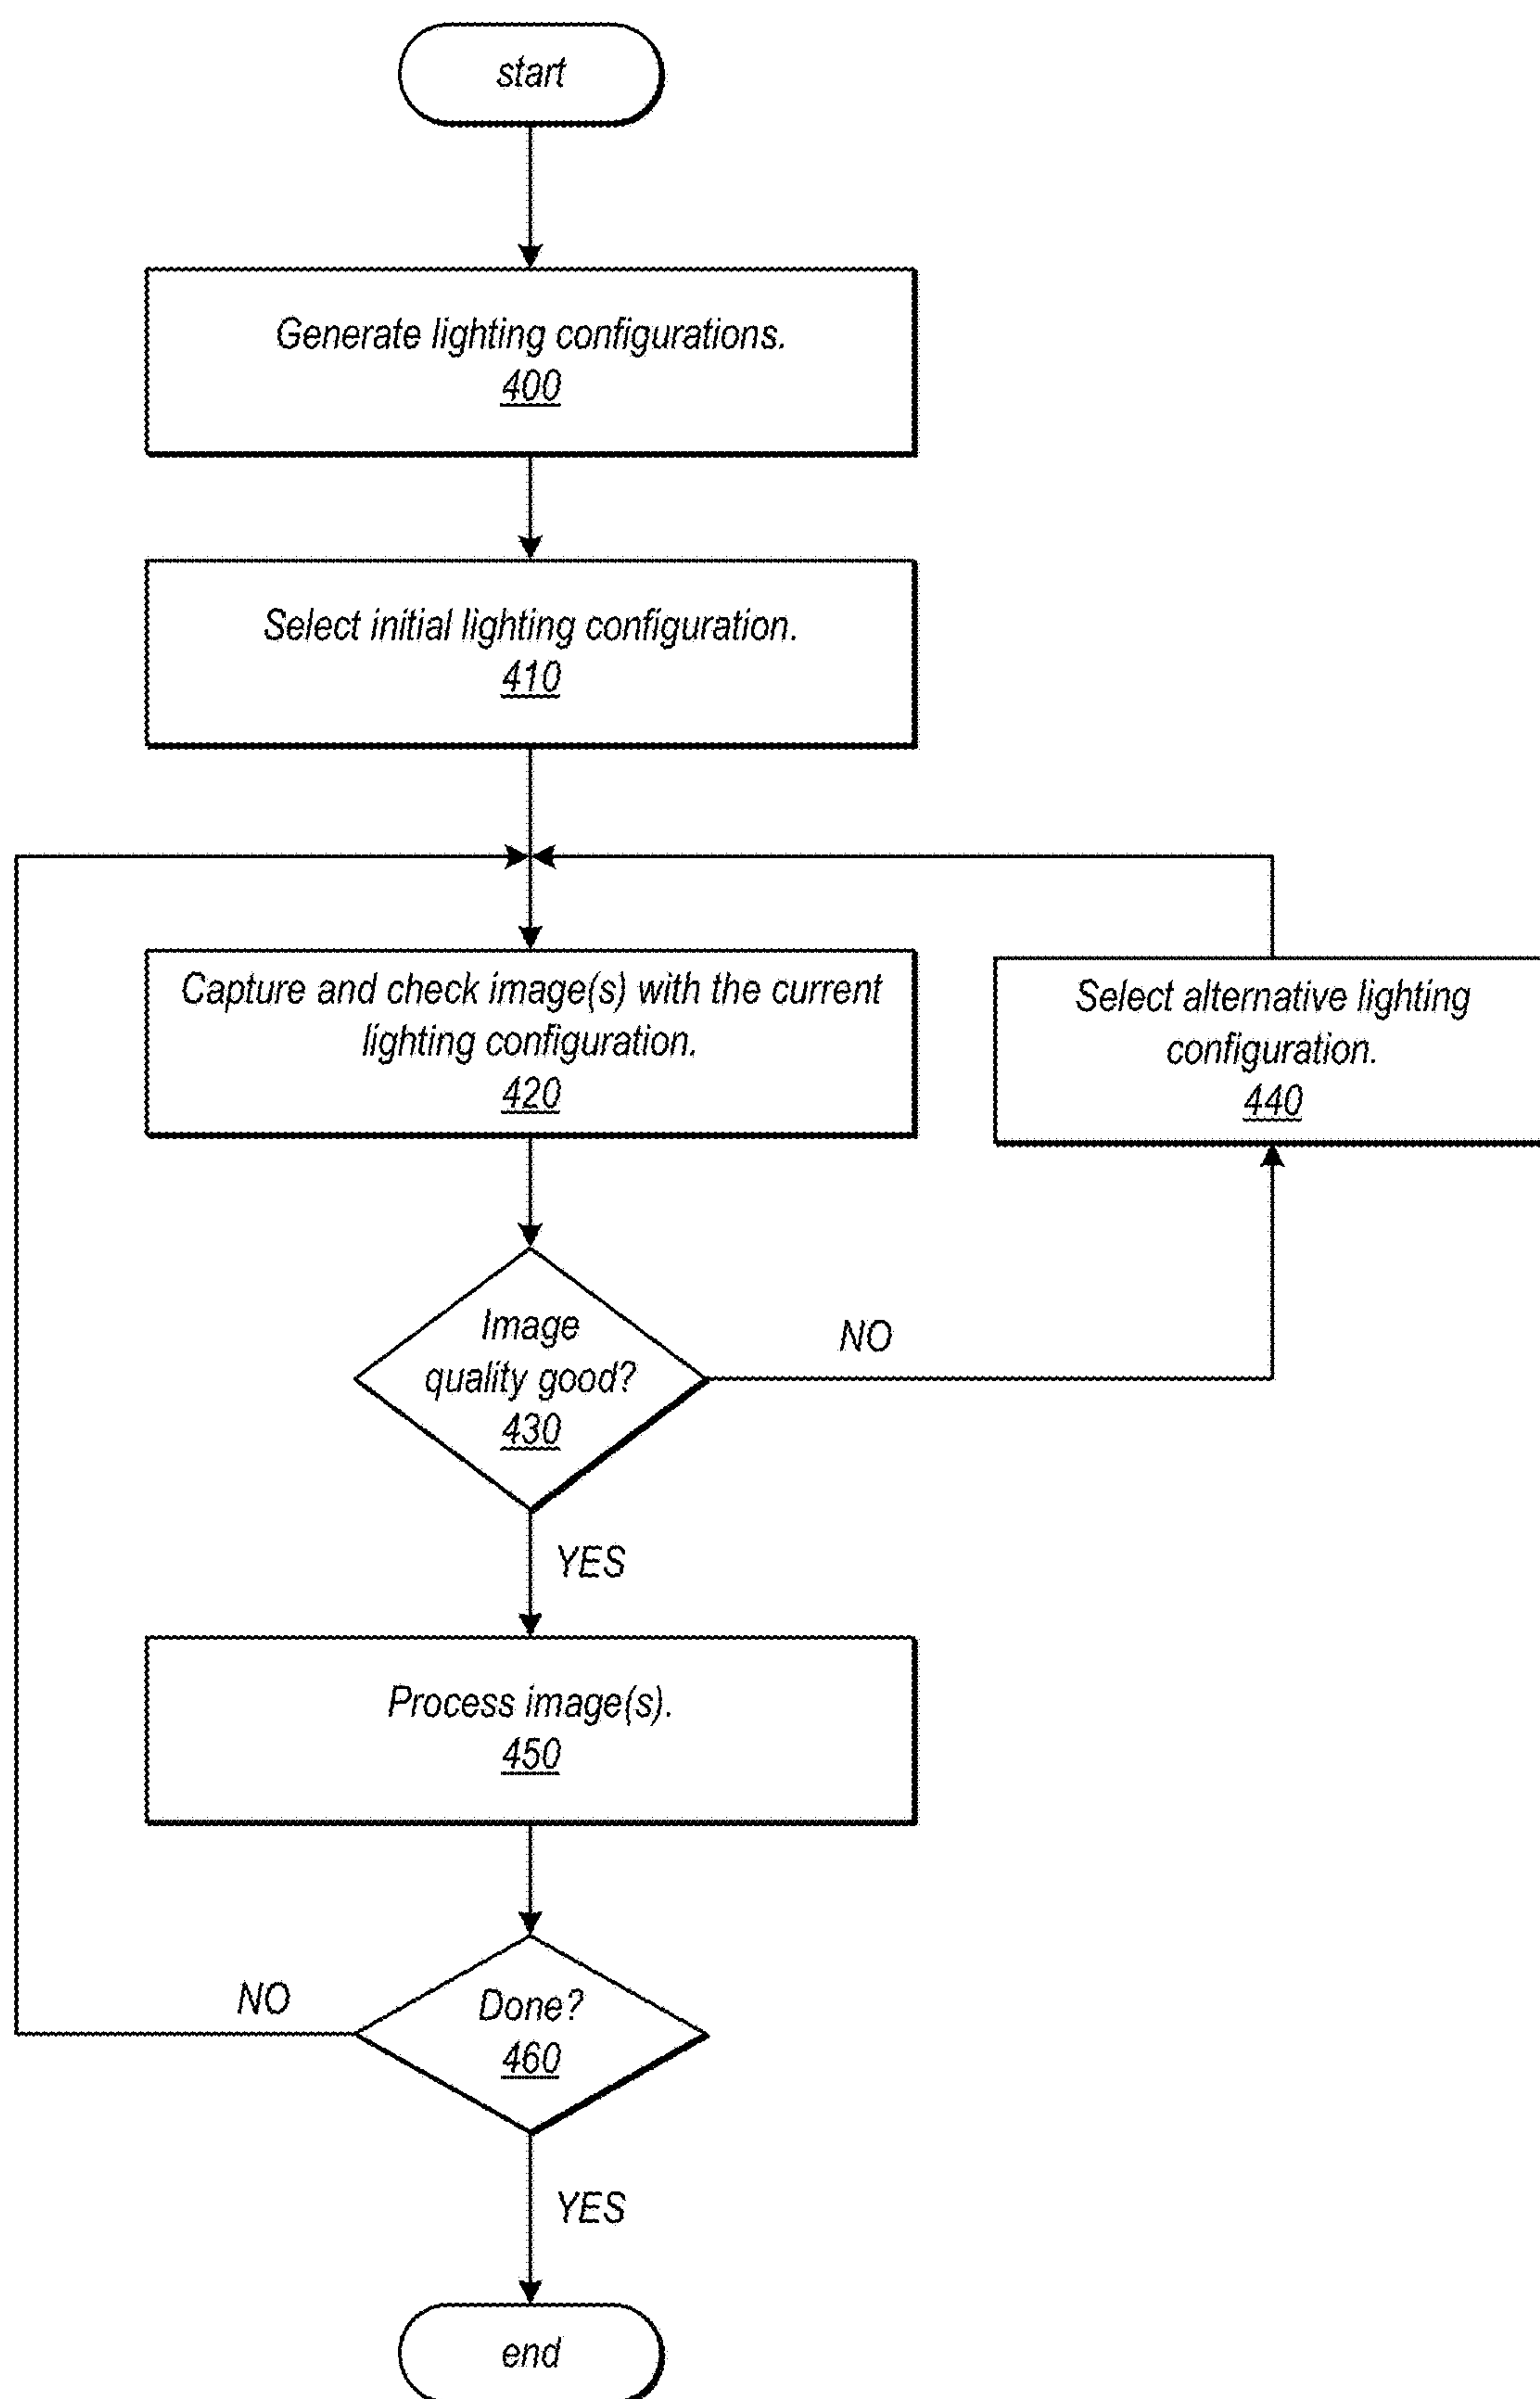 start
Generate lighting configurations.
400
Select initial lighting configuration.
410
Capture and check image(s) with the current
lighting configuration.
420
Select alternative lighting
configuration.
440
Image
quality good?
430
NO
YES
Process image(s).
450
Done?
460
NO
YES
end